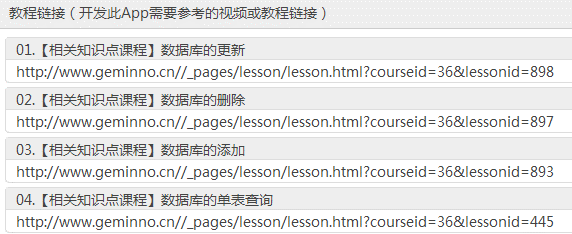 教程链接（开发此App需要参考的视频或教程链接）
01.【相关知识点课程】数据库的更新
http://www.geminno.cn//_pages/lesson/lesson.html?courseid=36&lessonid=898
02.【相关知识点课程】数据库的删除
http://www.geminno.cn//_pages/lesson/lesson.html?courseid=36&lessonid=897
03.【相关知识点课程】数据库的添加
http://www.geminno.cn//_pages/lesson/lesson.html?courseid=36&lessonid=893
04.【相关知识点课程】数据库的单表查询
http://www.geminno.cn//_pages/lesson/lesson.html?courseid=36&lessonid=445